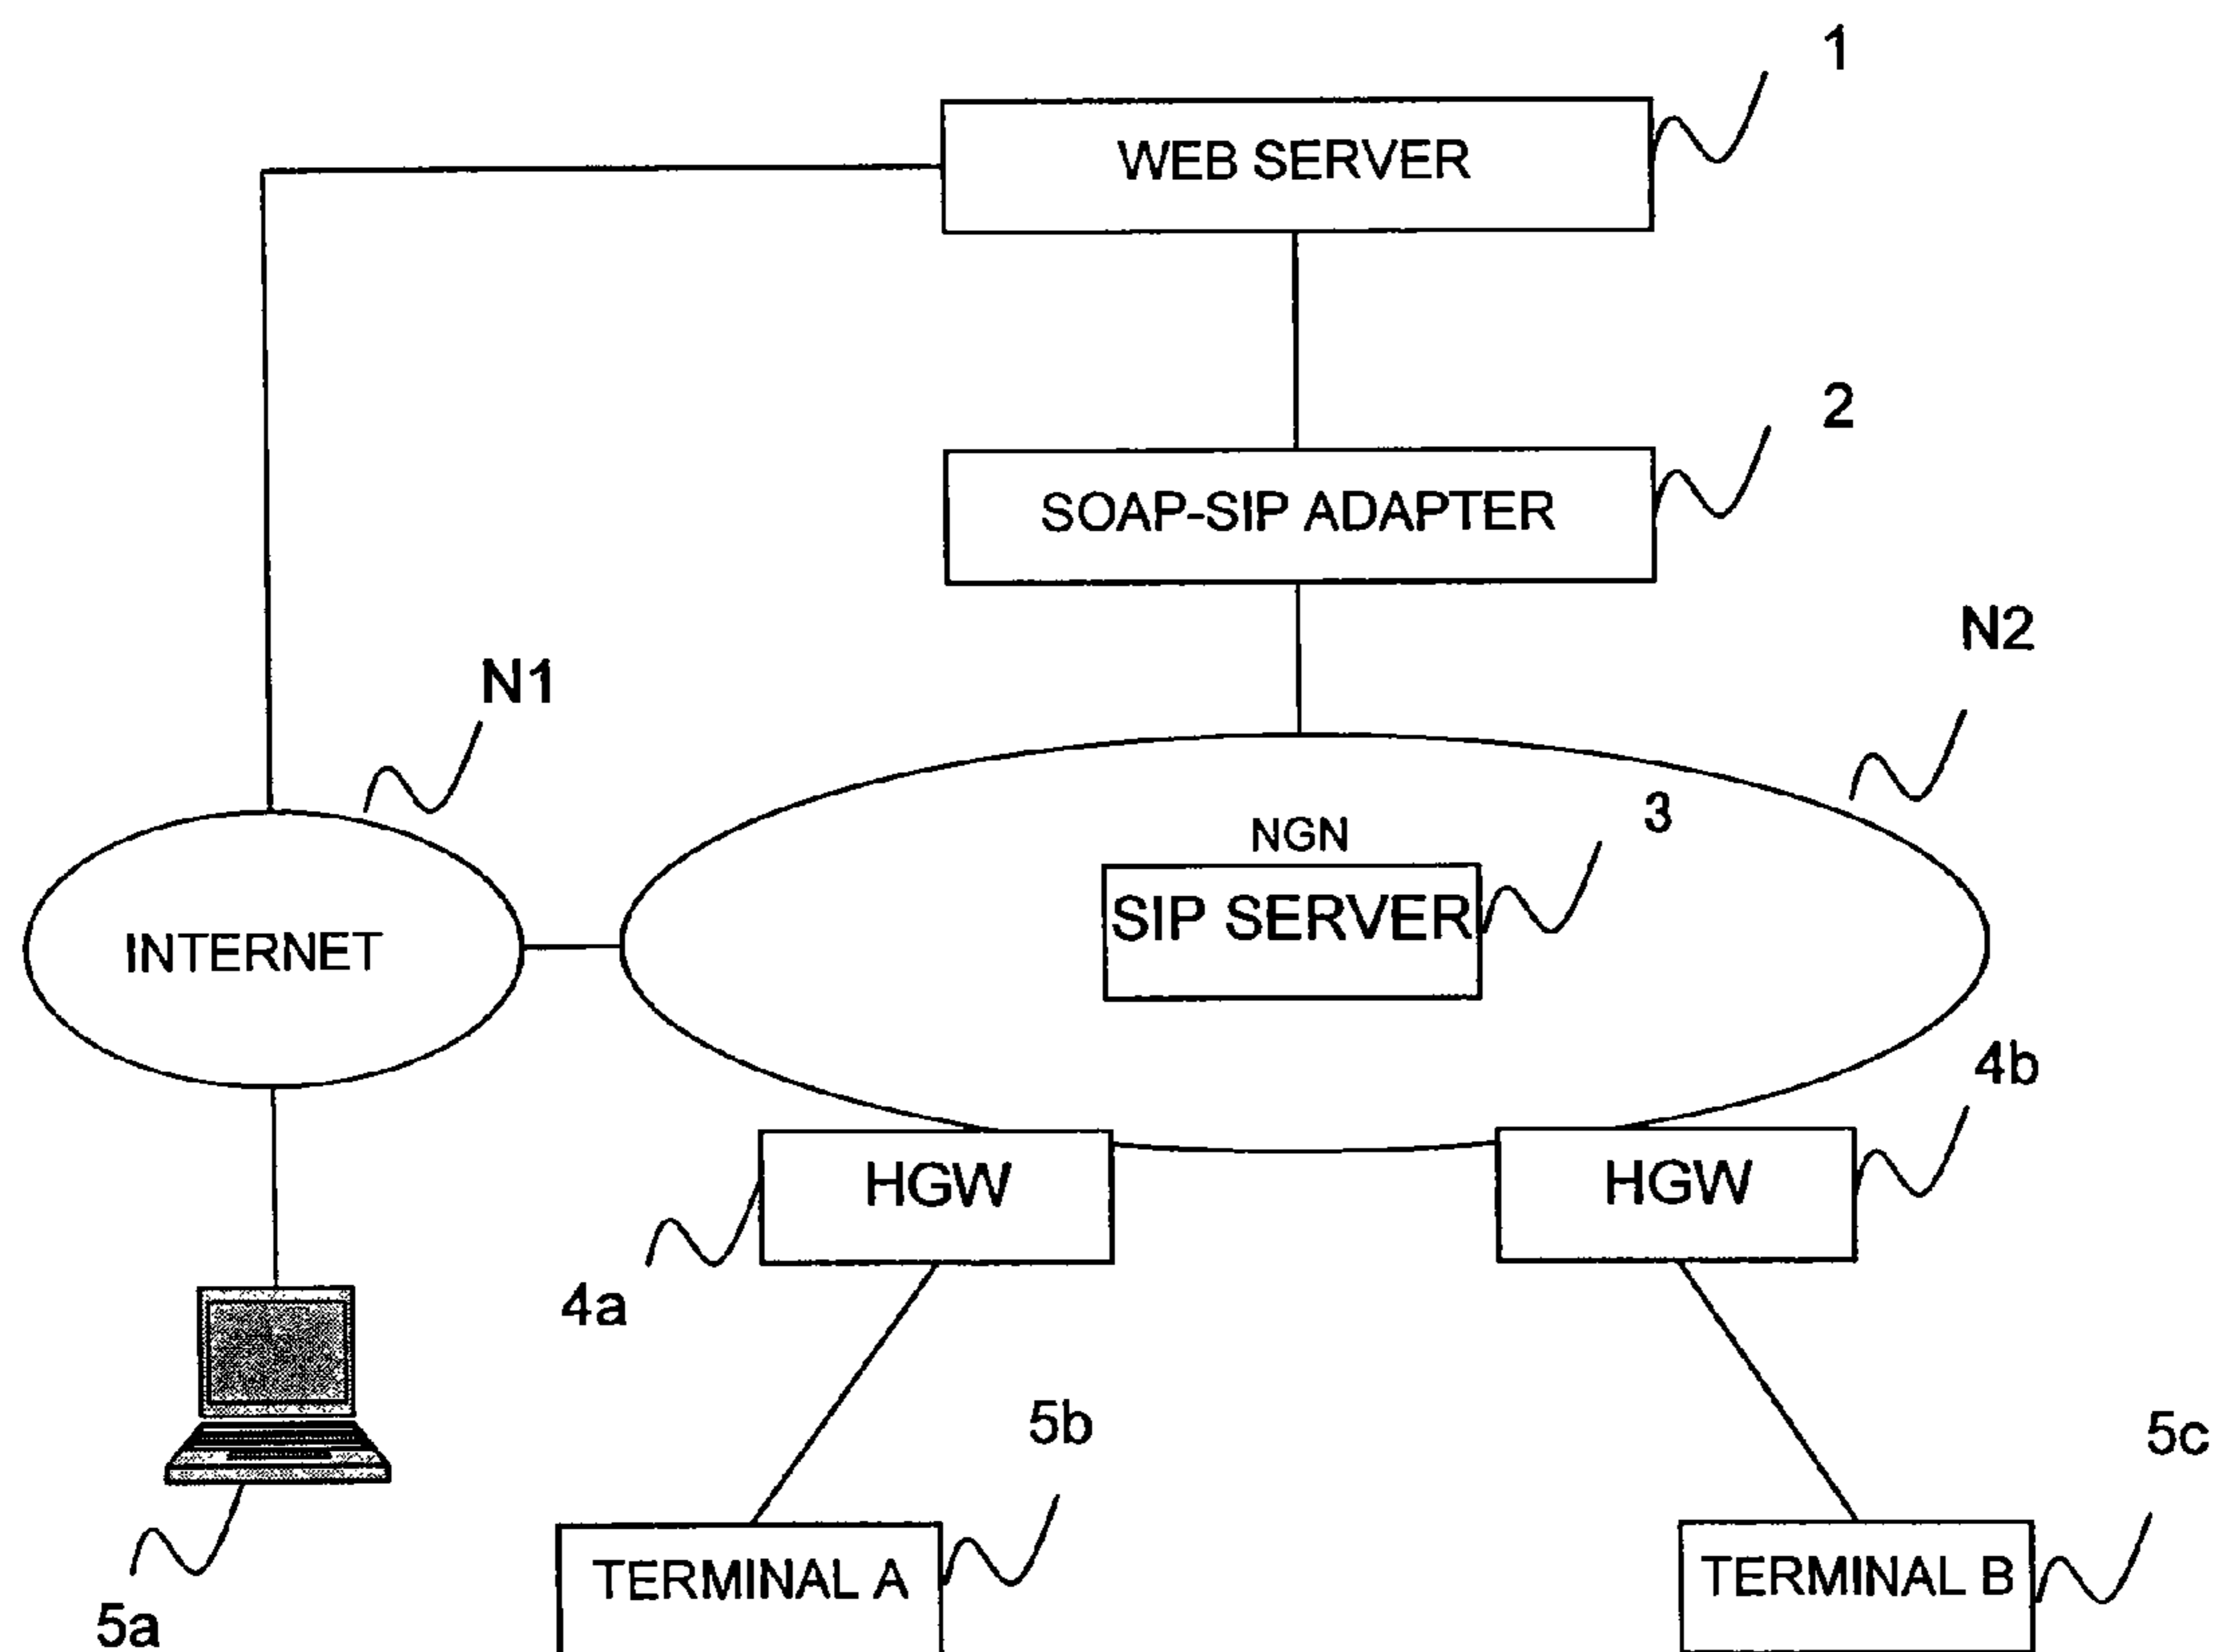 1
WEB SERVER
2
SOAP-SIP ADAPTER
N2
N1
3
NGN
SIP SERVER
INTERNET
4b
HGW
HGW
4a
5b
5c
TERMINAL A
TERMINAL B
5a